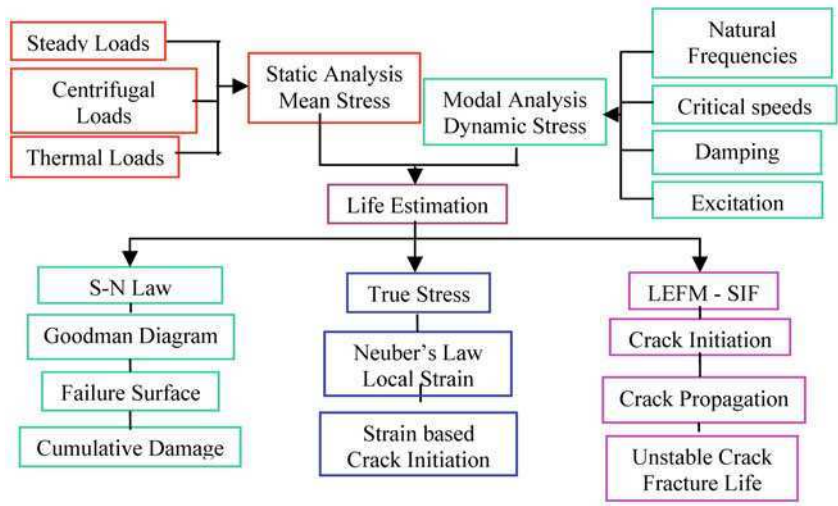 Steady Loads
Centrifugal
Loads
Thermal Loads
Static Analysis
Mean Stress
Modal Analysis
Dynamic Stress
Natural
Frequencies
Critical speeds
Damping
Excitation
Life Estimation
S-N Law
Goodman Diagram
Failure Surface
Cumulative Damage
True Stress
Neuber's Law
Local Strain
Strain based
Crack Initiation
LEFM - SIF
Crack Initiation
Crack Propagation
Unstable Crack
Fracture Life